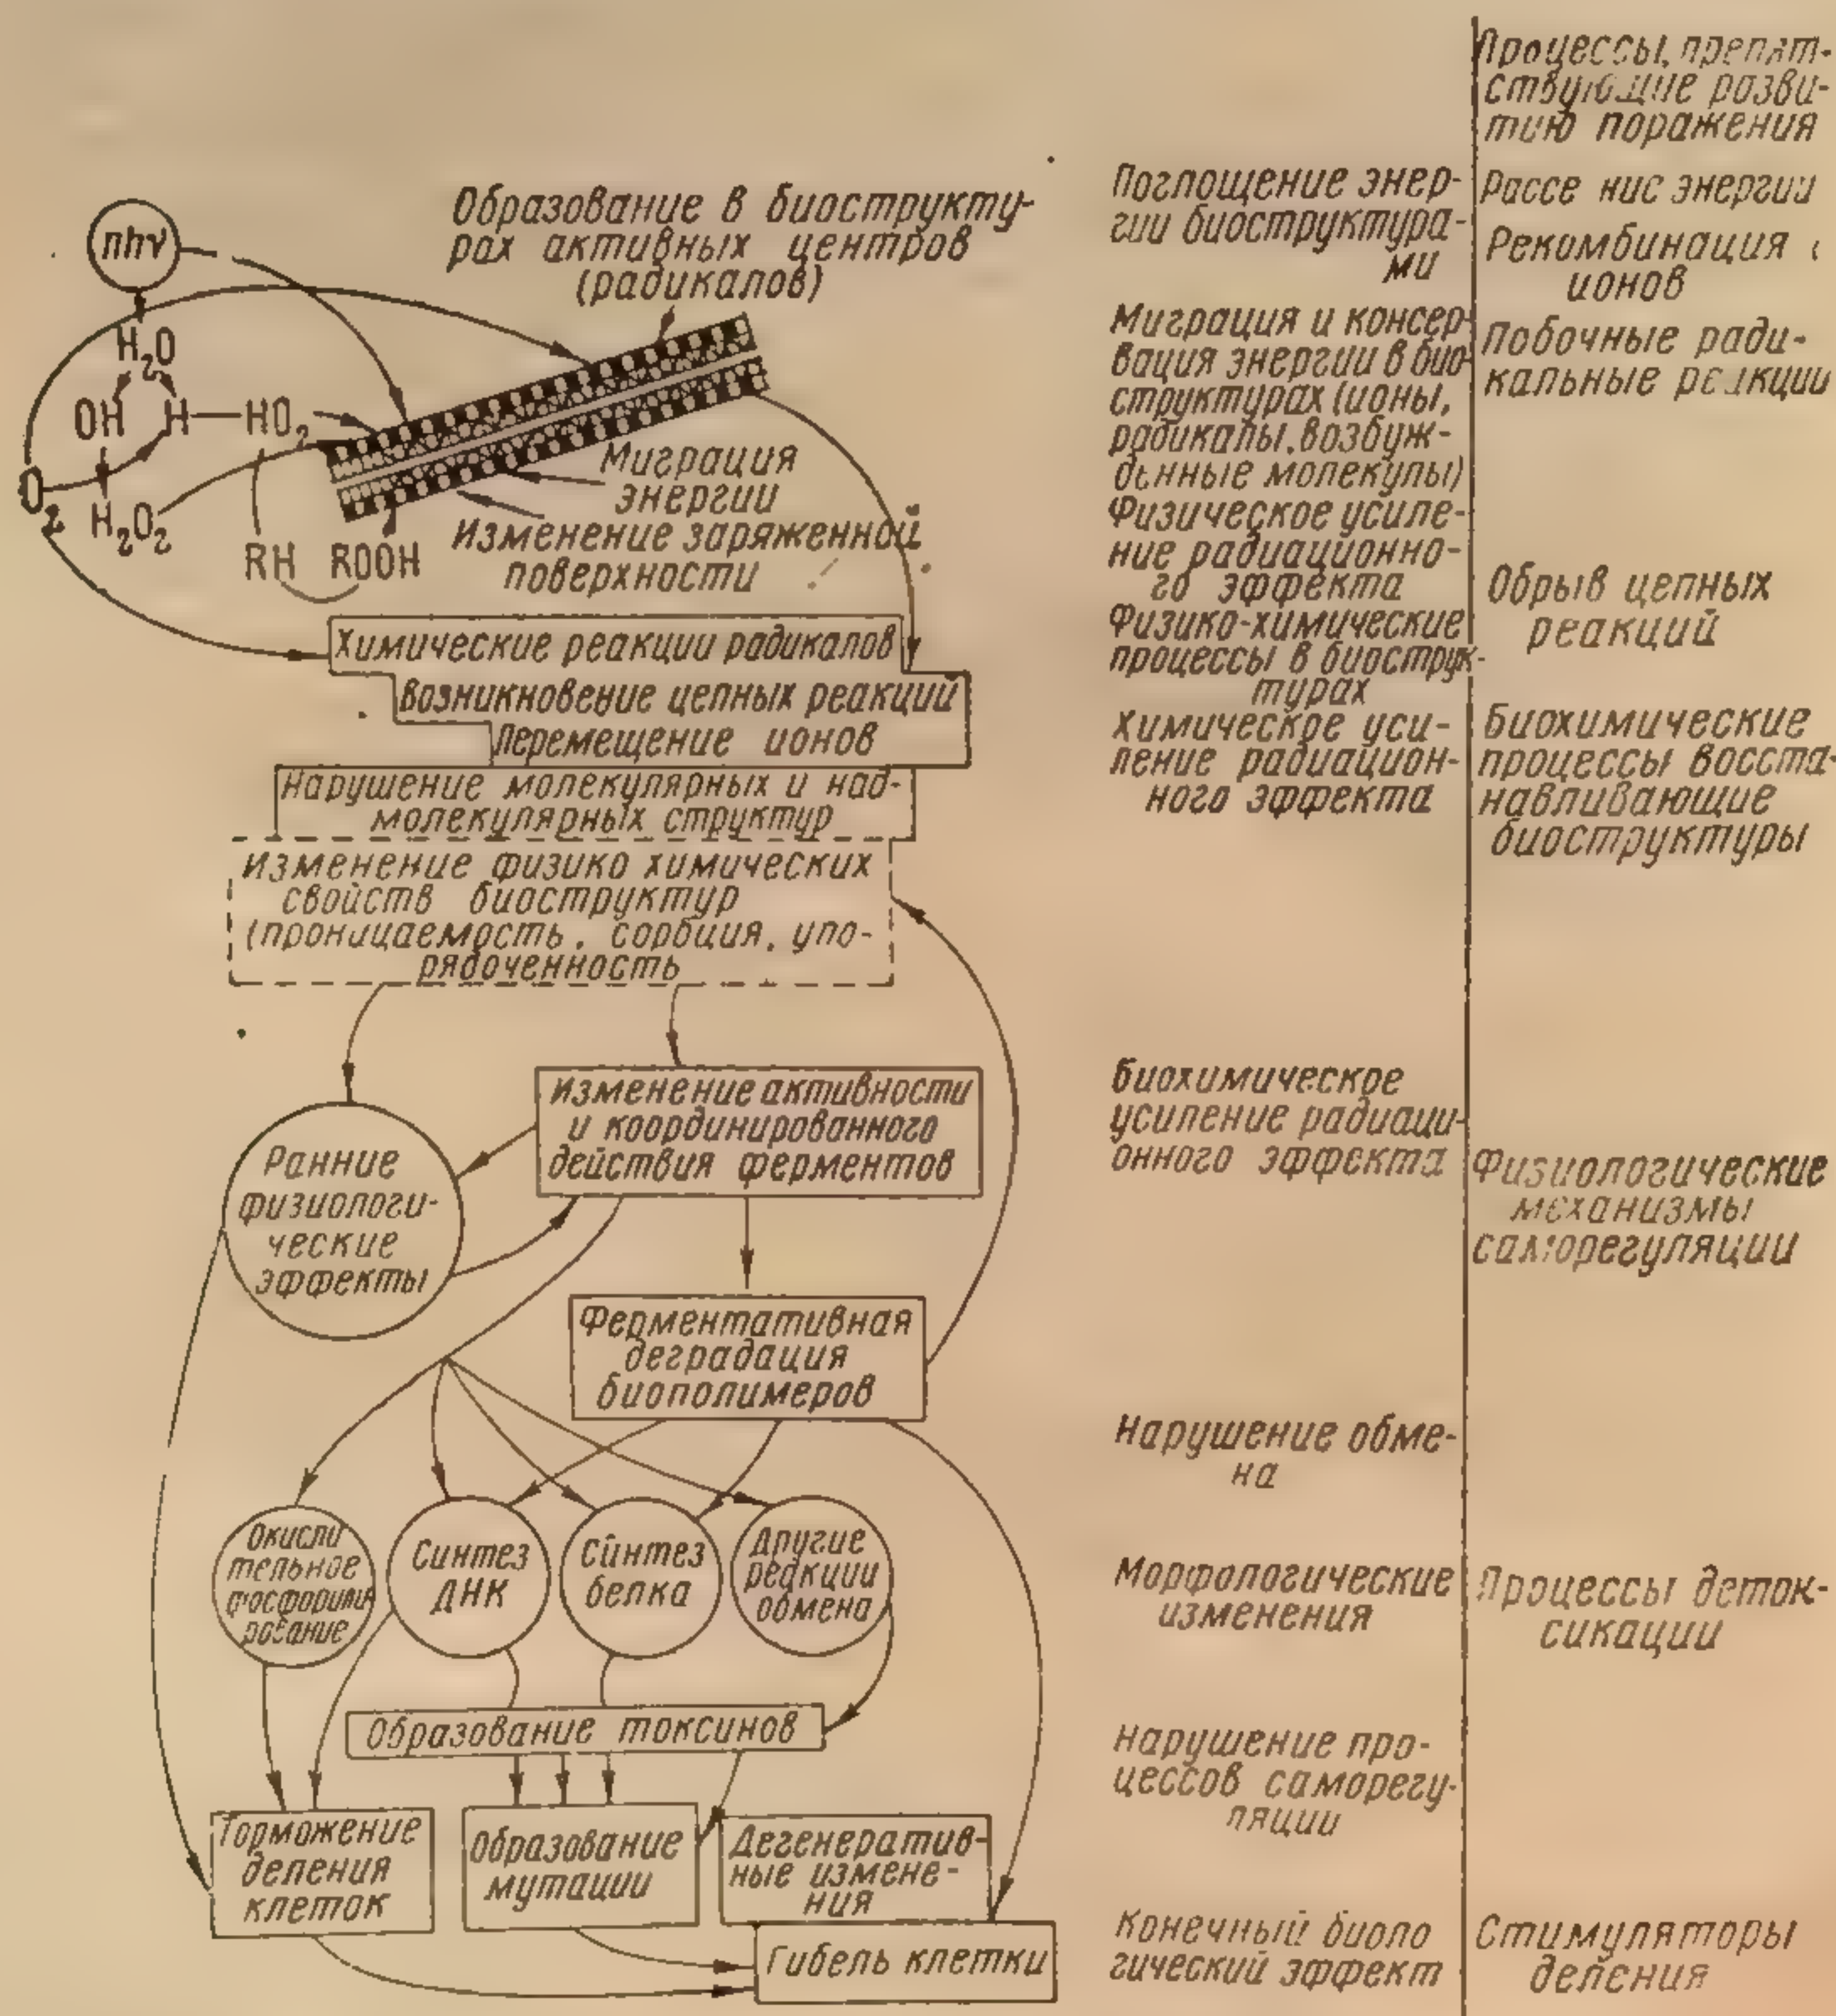 Процессы, препят-
ствующие разви-
тию поражения
nhν
H₂O
OH H HO₂
O₂
H₂O₂
RH ROOH
Образование в биострукту-
рах активных центров
(радикалов)
Миграция
энергии
Изменение заряженной
поверхности
Химические реакции радикалов
Возникновение цепных реакций
Перемещение ионов
Нарушение молекулярных и над-
молекулярных структур
Изменение физико химических
свойств биоструктур
(проницаемость, сорбция, упо-
рядоченность
Изменение активности
и координированного
действия ферментов
Ранние
физиологи-
ческие
эффекты
Ферментативная
деградация
биополимеров
Окисли
тельное
фосфорили
рование
Синтез
ДНК
Синтез
белка
Другие
реакции
обмена
Образование токсинов
Торможение
деления
клеток
Образование
мутации
Дегенератив-
ные измене-
ния
Гибель клетки
Поглощение энер-
гии биоструктура-
ми
Миграция и консер-
вация энергии в био-
структурах (ионы,
радикалы, возбуж-
денные молекулы)
Физическое усиле-
ние радиационно-
го эффекта
Физико-химические
процессы в биострук-
турах
Химическое уси-
ление радиацион-
ного эффекта
Биохимическое
усиление радиаци-
онного эффекта
Нарушение обме-
на
Морфологические
изменения
Нарушение про-
цессов саморегу-
ляции
Конечный биоло
гический эффект
энергии
Рекомбинация
ионов
Побочные ради-
кальные реакции
Обрыв цепных
реакций
Биохимические
процессы восста-
навливающие
биоструктуры
Физиологические
механизмы
саморегуляции
Процессы деток-
сикации
Стимуляторы
деления